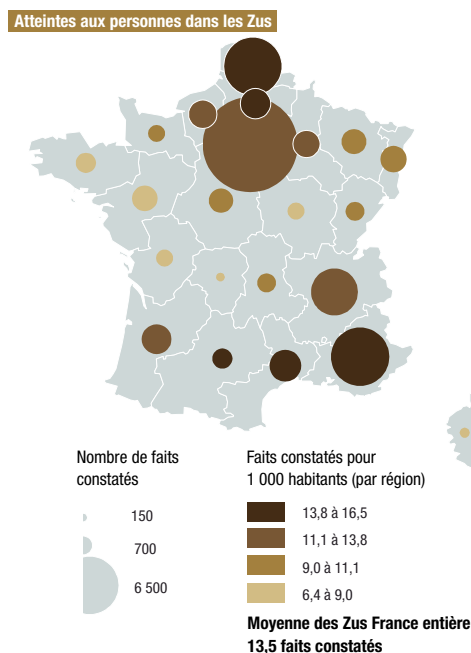 Atteintes aux personnes dans les Zus
Nombre de faits
constatés
150
700
6 500
Faits constatés pour
1 000 habitants (par région)
13,8 à 16,5
11,1 à 13,8
9,0 à 11,1
6,4 à 9,0
Moyenne des Zus France entière
13,5 faits constatés